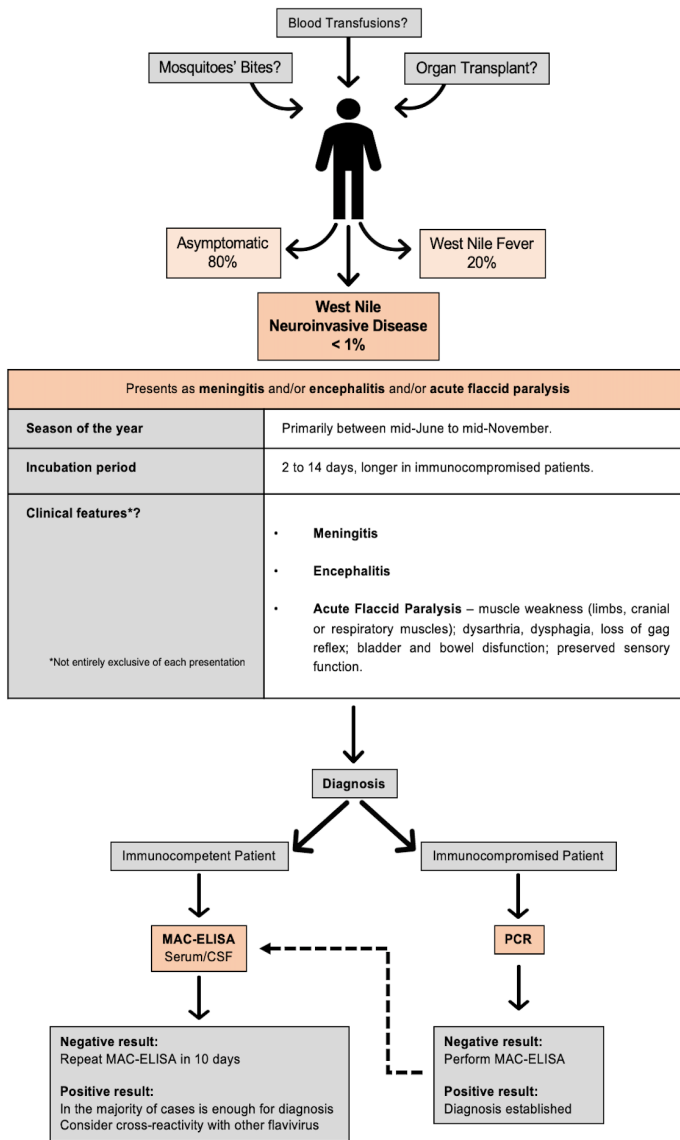 Blood Transfusions?
Mosquitoes' Bites?
Organ Transplant?
Asymptomatic
80%
West Nile Fever
20%
West Nile
Neuroinvasive Disease
< 1%
Presents as meningitis and/or encephalitis and/or acute flaccid paralysis
Season of the year
Primarily between mid-June to mid-November.
Incubation period
2 to 14 days, longer in immunocompromised patients.
Clinical features*?
*Not entirely exclusive of each presentation
· Meningitis
· Encephalitis
· Acute Flaccid Paralysis – muscle weakness (limbs, cranial
or respiratory muscles); dysarthria, dysphagia, loss of gag
reflex; bladder and bowel disfunction; preserved sensory
function.
Diagnosis
Immunocompetent Patient
Immunocompromised Patient
MAC-ELISA
Serum/CSF
PCR
Negative result:
Repeat MAC-ELISA in 10 days
Positive result:
In the majority of cases is enough for diagnosis
Consider cross-reactivity with other flavivirus
Negative result:
Perform MAC-ELISA
Positive result:
Diagnosis established